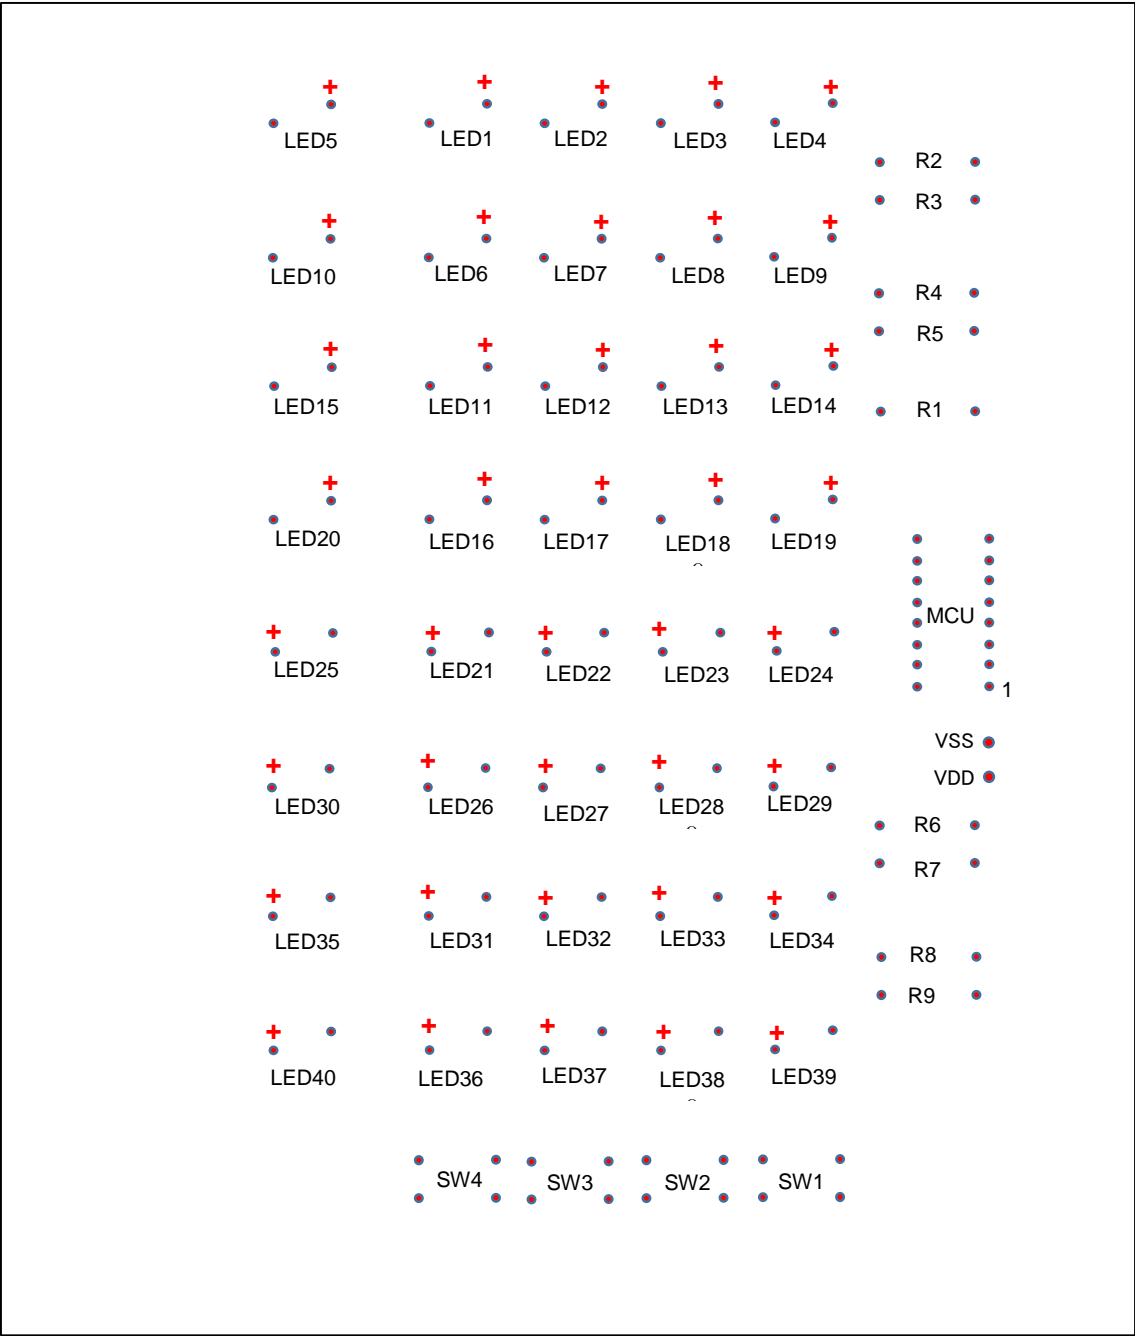 + + + + +
LED5 LED1 LED2 LED3 LED4
R2
R3
+ + + + +
LED10 LED6 LED7 LED8 LED9
R4
R5
+ + + + +
LED15 LED11 LED12 LED13 LED14
R1
+ + + + +
LED20 LED16 LED17 LED18 LED19
MCU
+ + + + +
LED25 LED21 LED22 LED23 LED24
1
VSS
VDD
+ + + + +
LED30 LED26 LED27 LED28 LED29
R6
R7
+ + + + +
LED35 LED31 LED32 LED33 LED34
R8
R9
+ + + + +
LED40 LED36 LED37 LED38 LED39
SW4 SW3 SW2 SW1